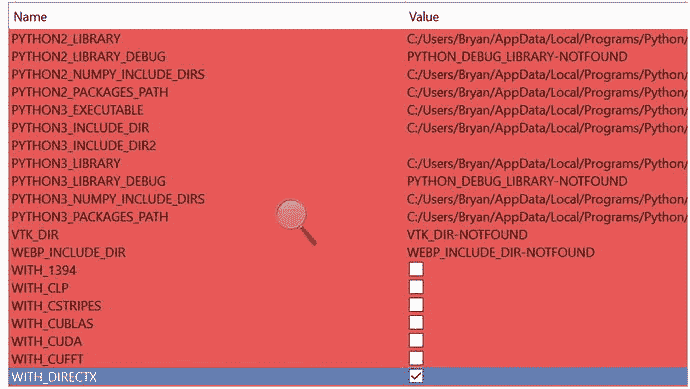 Name Value
PYTHON2_LIBRARY C:/Users/Bryan/AppData/Local/Programs/Python/
PYTHON2_LIBRARY_DEBUG PYTHON_DEBUG_LIBRARY-NOTFOUND
PYTHON2_NUMPY_INCLUDE_DIRS C:/Users/Bryan/AppData/Local/Programs/Python/
PYTHON2_PACKAGES_PATH C:/Users/Bryan/AppData/Local/Programs/Python/
PYTHON3_EXECUTABLE C:/Users/Bryan/AppData/Local/Programs/Python/
PYTHON3_INCLUDE_DIR C:/Users/Bryan/AppData/Local/Programs/Python/
PYTHON3_INCLUDE_DIR2
PYTHON3_LIBRARY C:/Users/Bryan/AppData/Local/Programs/Python/
PYTHON3_LIBRARY_DEBUG PYTHON_DEBUG_LIBRARY-NOTFOUND
PYTHON3_NUMPY_INCLUDE_DIRS C:/Users/Bryan/AppData/Local/Programs/Python/
PYTHON3_PACKAGES_PATH C:/Users/Bryan/AppData/Local/Programs/Python/
VTK_DIR VTK_DIR-NOTFOUND
WEBP_INCLUDE_DIR WEBP_INCLUDE_DIR-NOTFOUND
WITH_1394
WITH_CLP
WITH_CSTRIPES
WITH_CUBLAS
WITH_CUDA
WITH_CUFFT
WITH_DIRECTX